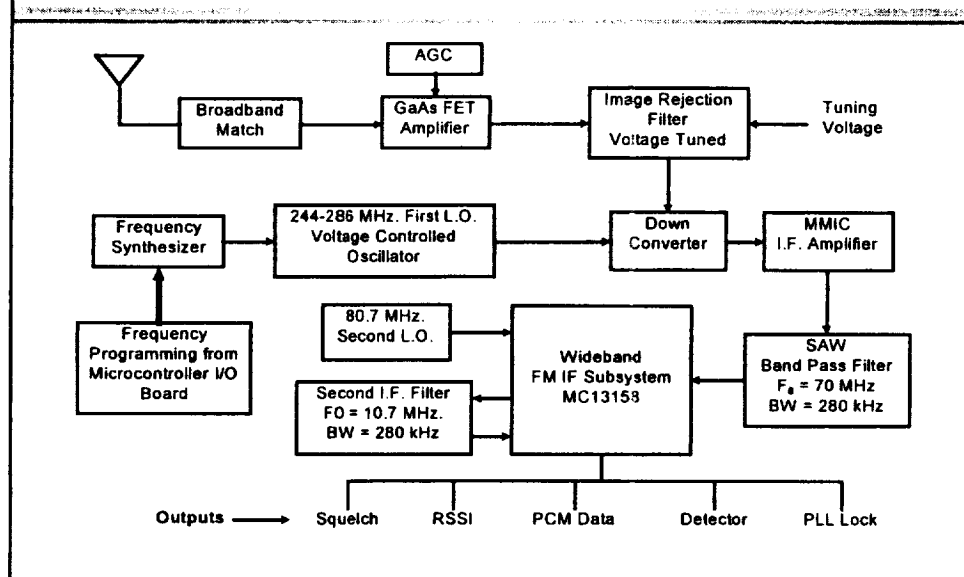 AGC
Broadband
Match
GaAs FET
Amplifier
Image Rejection
Filter
Voltage Tuned
Tuning
Voltage
Frequency
Synthesizer
244-286 MHz. First L.O.
Voltage Controlled
Oscillator
Down
Converter
MMIC
I.F. Amplifier
Frequency
Programming from
Microcontroller I/O
Board
80.7 MHz.
Second L.O.
Second I.F. Filter
F0 = 10.7 MHz.
BW = 280 kHz
Wideband
FM IF Subsystem
MC13158
SAW
Band Pass Filter
Fₒ = 70 MHz
BW = 280 kHz
Outputs
Squelch
RSSI
PCM Data
Detector
PLL Lock